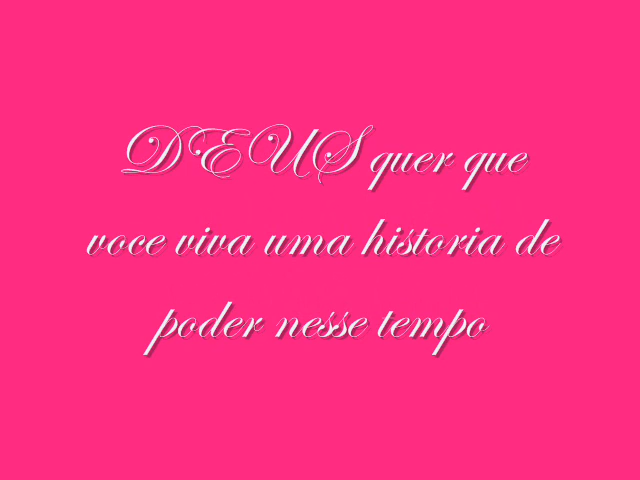 DEUS quer que
voce viva uma historia de
poder nesse tempo